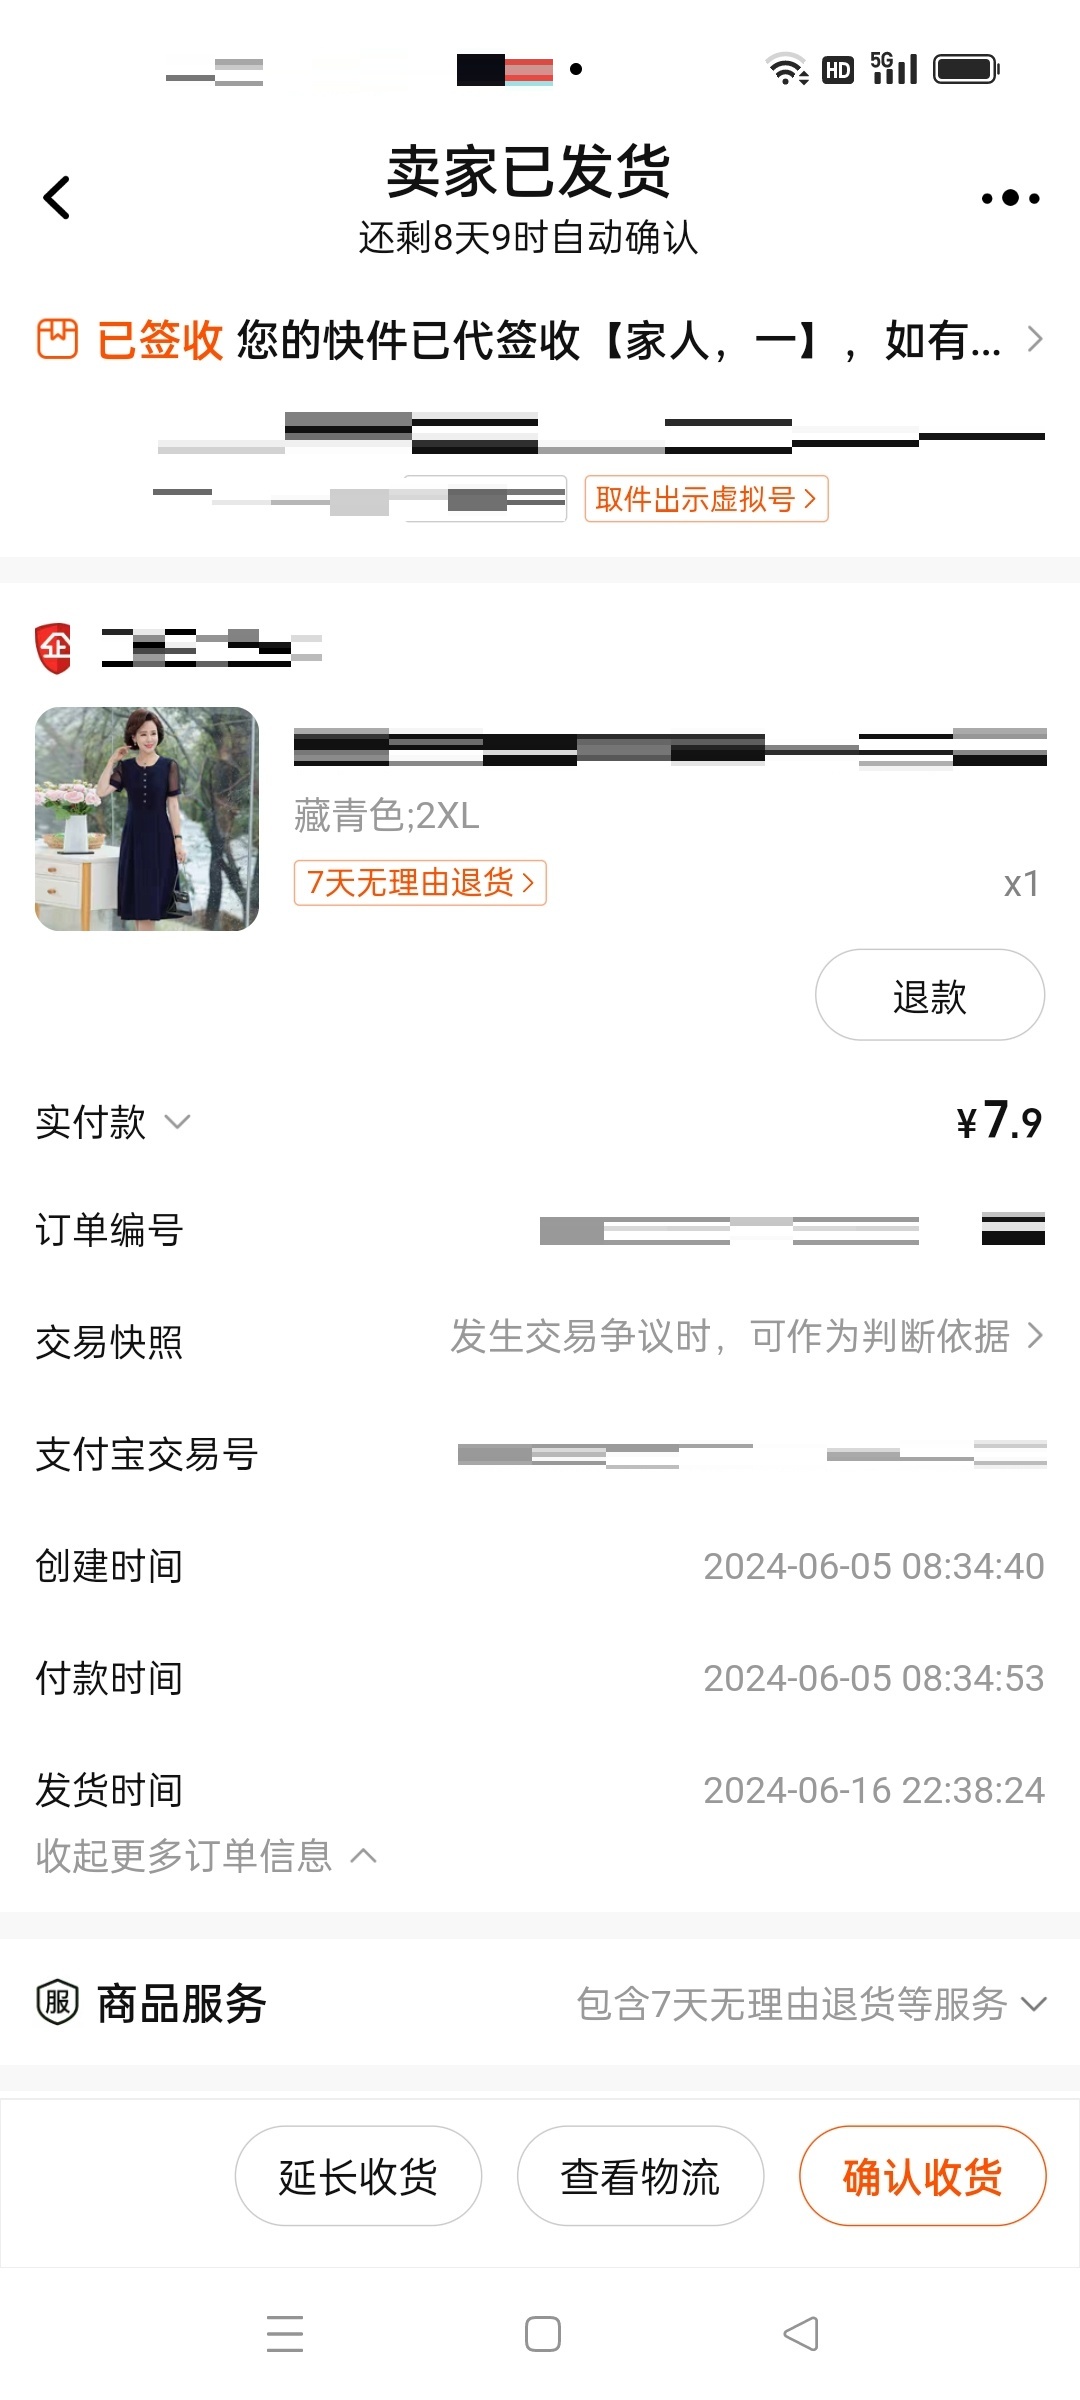 HD 5G
卖家已发货
还剩8天9时自动确认
已签收 您的快件已代签收【家人，一】，如有...
取件出示虚拟号
企
藏青色;2XL
7天无理由退货
x1
退款
实付款 ¥7.9
订单编号
交易快照 发生交易争议时，可作为判断依据
支付宝交易号
创建时间 2024-06-05 08:34:40
付款时间 2024-06-05 08:34:53
发货时间 2024-06-16 22:38:24
收起更多订单信息
服 商品服务 包含7天无理由退货等服务
延长收货 查看物流 确认收货